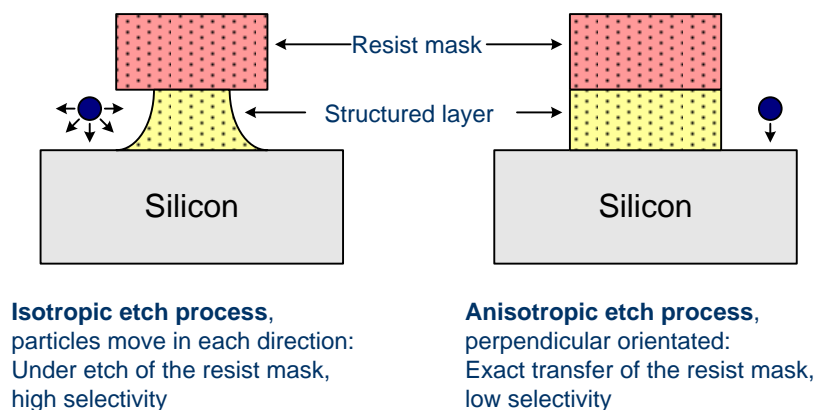 Resist mask
Structured layer
Silicon
Silicon
Isotropic etch process,
particles move in each direction:
Under etch of the resist mask,
high selectivity
Anisotropic etch process,
perpendicular orientated:
Exact transfer of the resist mask,
low selectivity